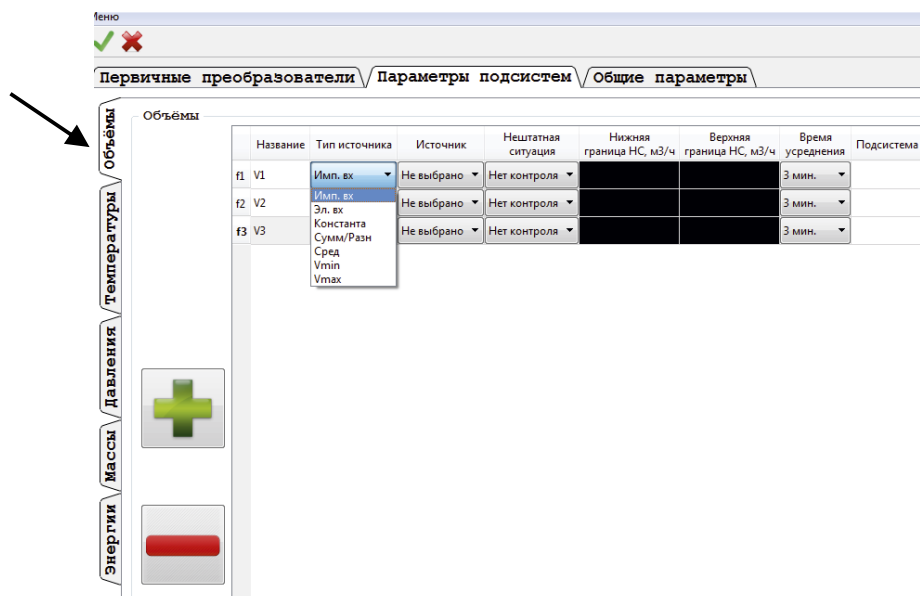 Меню
Первичные преобразователи Параметры подсистем Общие параметры
Объёмы
Температуры
Давления
Массы
Энергии
Объёмы
Название Тип источника Источник Нештатная ситуация Нижняя граница НС, м3/ч Верхняя граница НС, м3/ч Время усреднения Подсистема
f1 V1 Имп. вх Не выбрано Нет контроля 3 мин.
f2 V2 Не выбрано Нет контроля 3 мин.
f3 V3 Не выбрано Нет контроля 3 мин.
Имп. вх
Эл. вх
Константа
Сумм/Разн
Сред
Vmin
Vmax